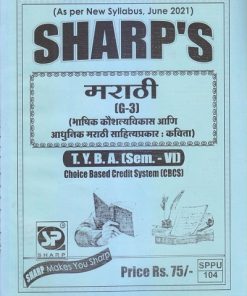 (As per New Syllabus, June 2021)
SHARP'S
मराठी
(G-3)
(भाषिक कौशल्यविकास आणि
आधुनिक मराठी साहित्यप्रकार : कविता)
T. Y. B. A. (Sem. - VI)
Choice Based Credit System (CBCS)
SP
SHARP
SHARP Makes You Sharp
Price Rs. 75/-
SPPU
104